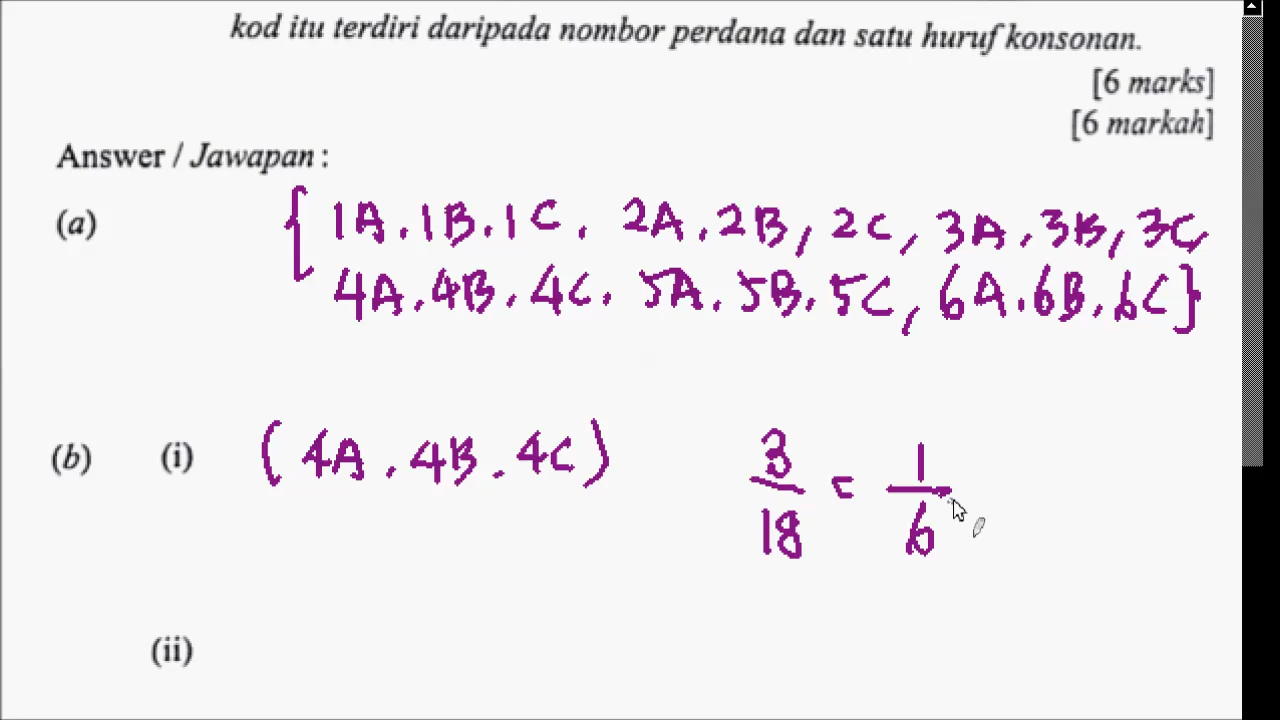 kod itu terdiri daripada nombor perdana dan satu huruf konsonan.
[6 marks]
[6 markah]
Answer / Jawapan :
(a) { 1A . 1B . 1C . 2A . 2B , 2C , 3A . 3B , 3C ,
4A . 4B . 4C . 5A . 5B . 5C , 6A . 6B . 6C }
(b) (i) ( 4A . 4B . 4C ) 3/18 = 1/6
(ii)